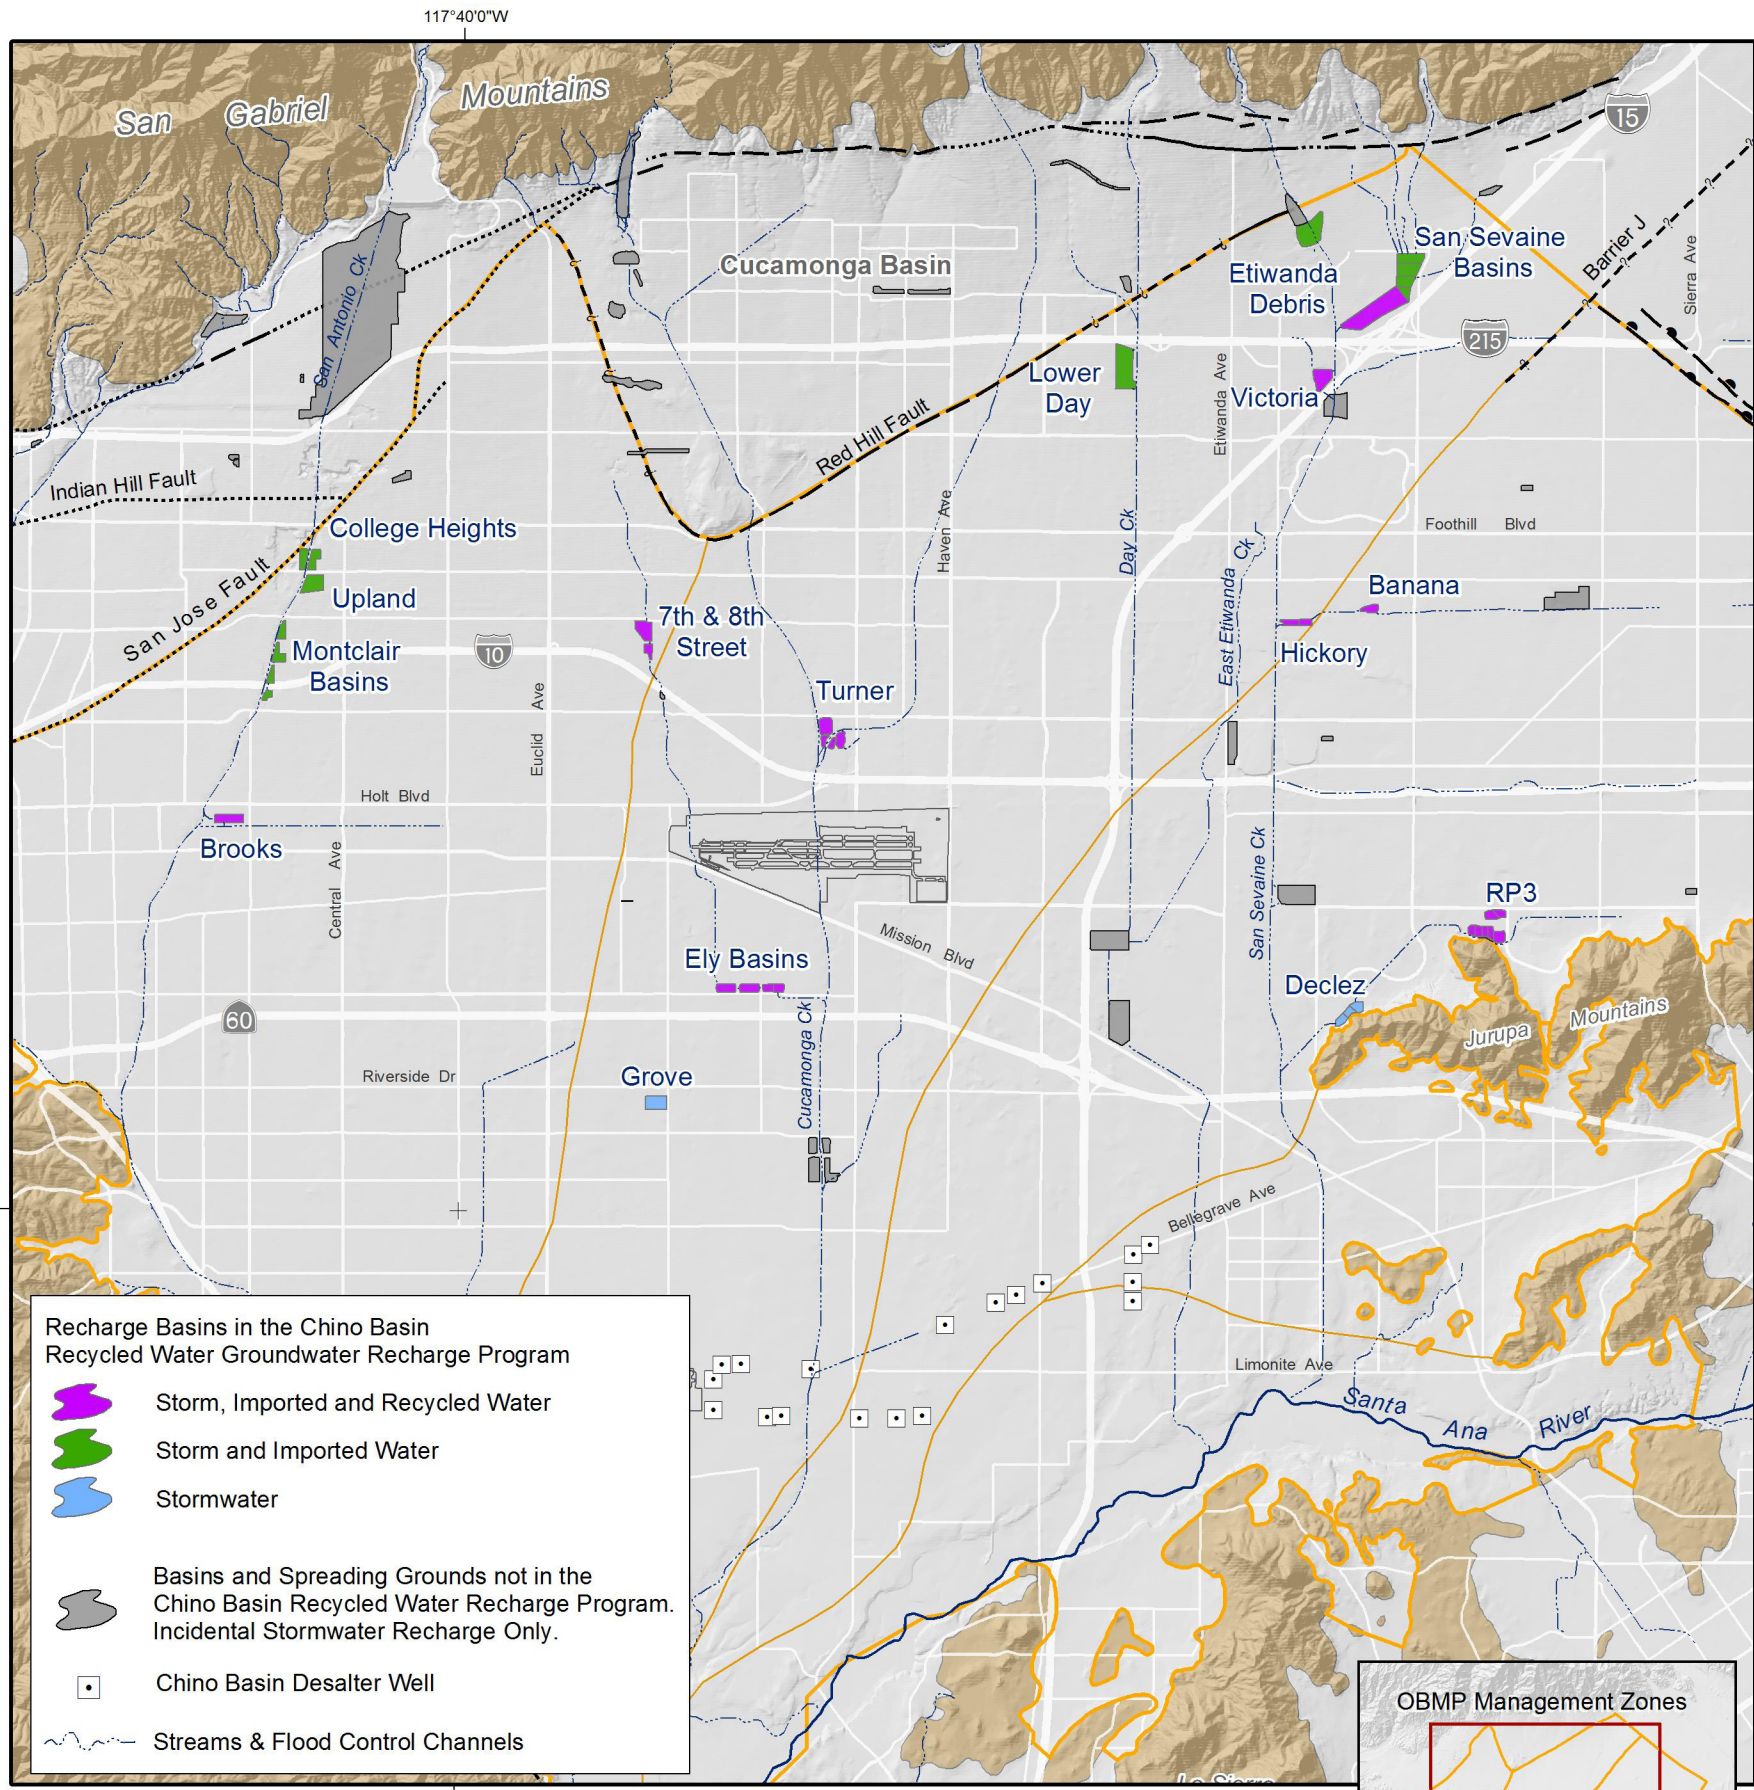 117°40'0"W
San Gabriel Mountains
15
Barrier J
Sierra Ave
San Antonio Ck
Cucamonga Basin
San Sevaine
Basins
Etiwanda
Debris
215
Lower
Day
Etiwanda Ave
Victoria
Red Hill Fault
Indian Hill Fault
College Heights
Haven Ave
Day Ck
Foothill Blvd
San Jose Fault
Upland
East Etiwanda Ck
Banana
7th & 8th
Street
Montclair
Basins
10
Hickory
Euclid Ave
Turner
Holt Blvd
Brooks
Central Ave
San Sevaine Ck
RP3
Mission Blvd
Ely Basins
Declez
60
Cucamonga Ck
Jurupa Mountains
Riverside Dr
Grove
Bellegrave Ave
Limonite Ave
Santa Ana River
Recharge Basins in the Chino Basin
Recycled Water Groundwater Recharge Program
Storm, Imported and Recycled Water
Storm and Imported Water
Stormwater
Basins and Spreading Grounds not in the
Chino Basin Recycled Water Recharge Program.
Incidental Stormwater Recharge Only.
Chino Basin Desalter Well
Streams & Flood Control Channels
OBMP Management Zones